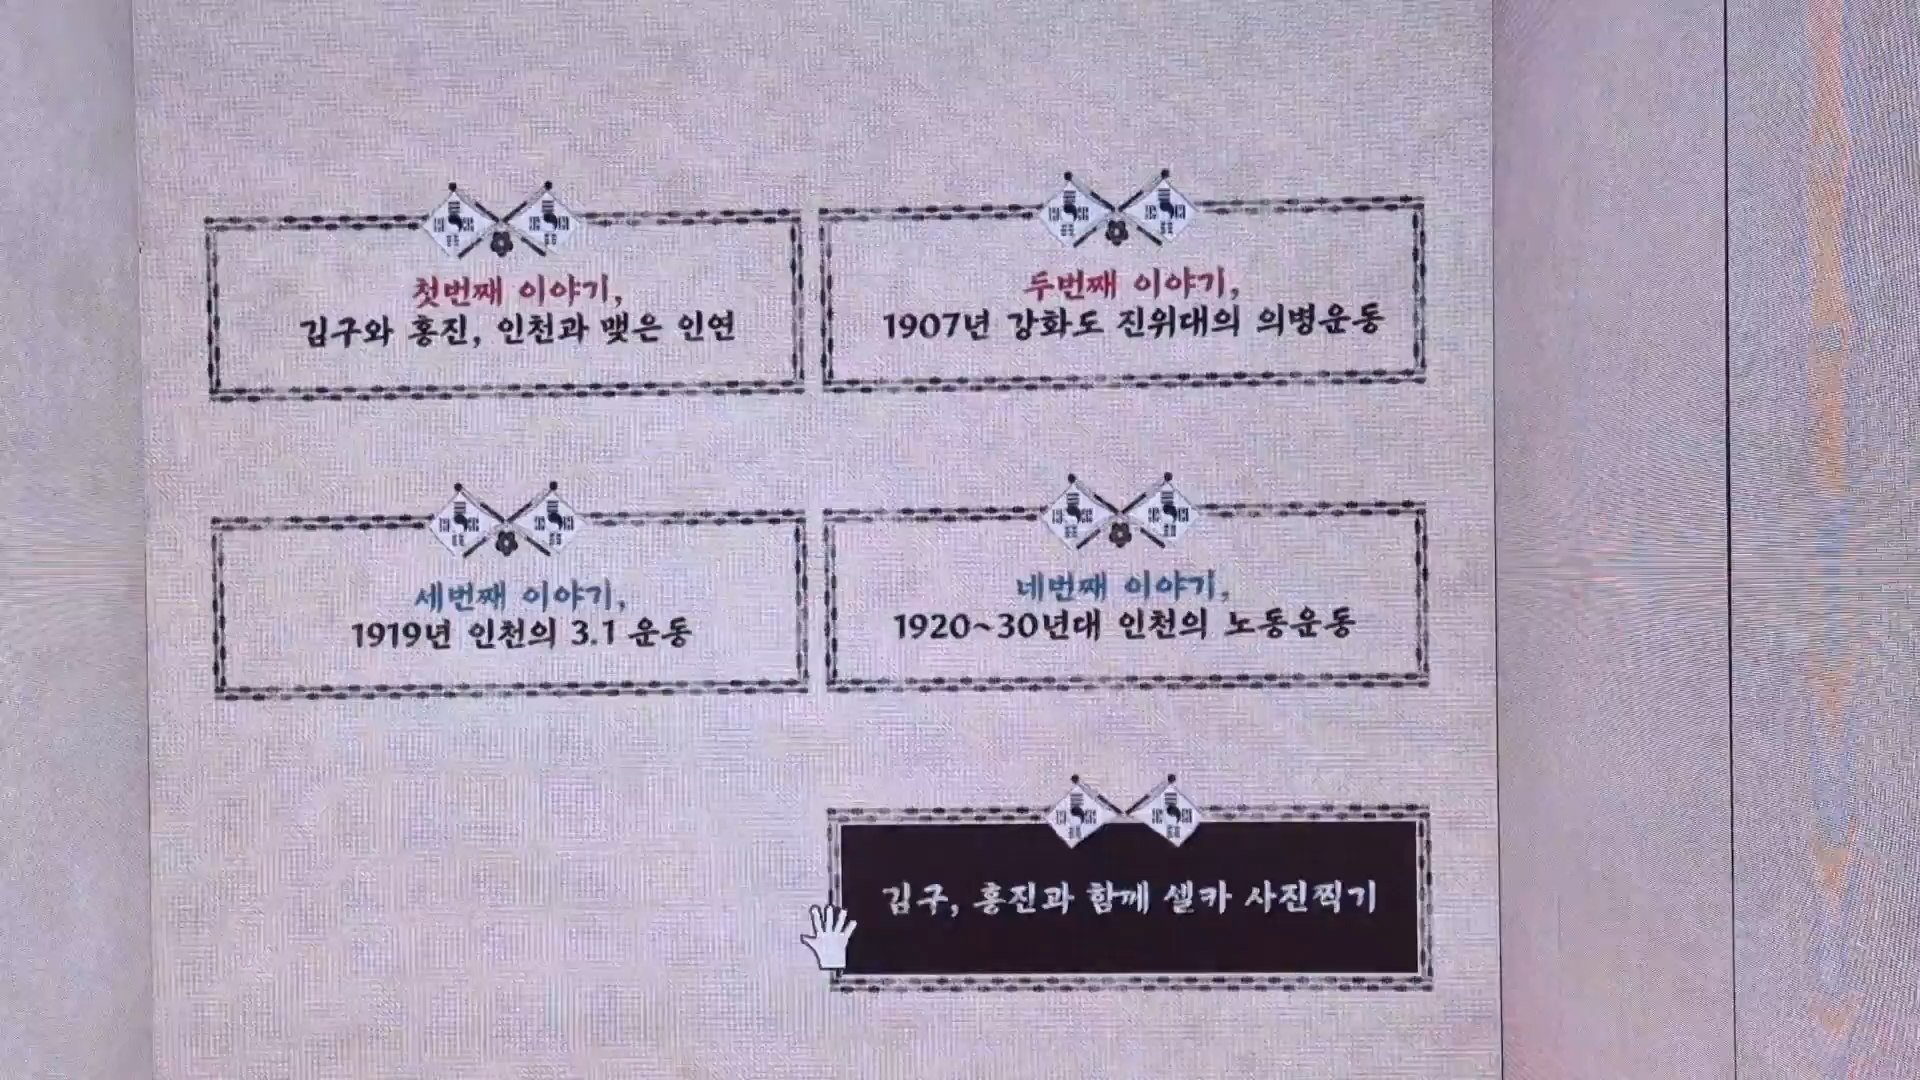 첫번째 이야기,
김구와 홍진, 인천과 맺은 인연
두번째 이야기,
1907년 강화도 진위대의 의병운동
세번째 이야기,
1919년 인천의 3.1 운동
네번째 이야기,
1920~30년대 인천의 노동운동
김구, 홍진과 함께 셀카 사진찍기